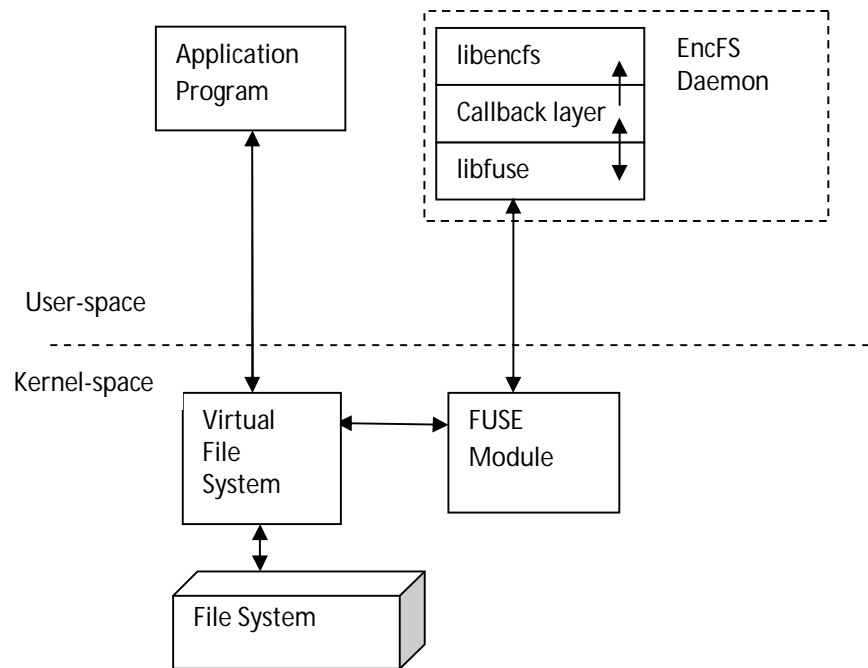 Application
Program
libencfs
Callback layer
libfuse
EncFS
Daemon
User-space
Kernel-space
Virtual
File
System
FUSE
Module
File System